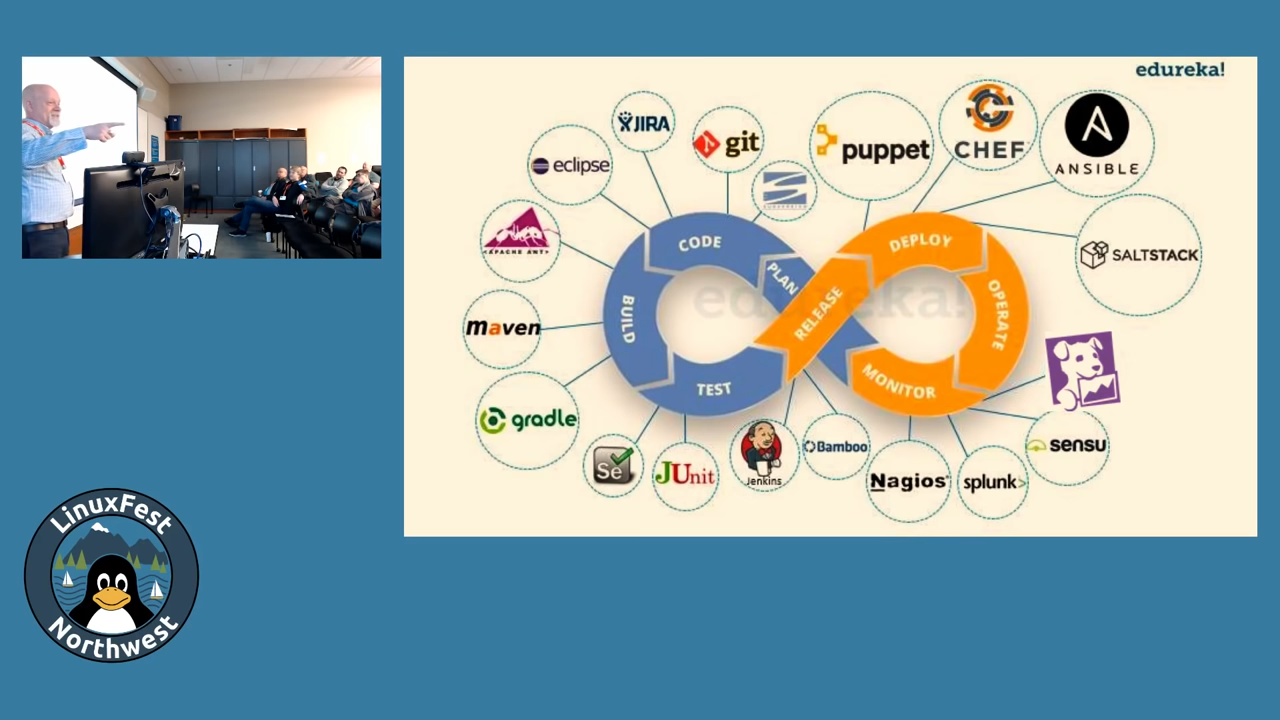 edureka!
JIRA
git
puppet
CHEF
ANSIBLE
eclipse
APACHE ANT
SALTSTACK
CODE
DEPLOY
PLAN
BUILD
RELEASE
OPERATE
edureka!
maven
TEST
MONITOR
gradle
Se
JUnit
Jenkins
Bamboo
Nagios®
splunk>
sensu
LinuxFest
Northwest